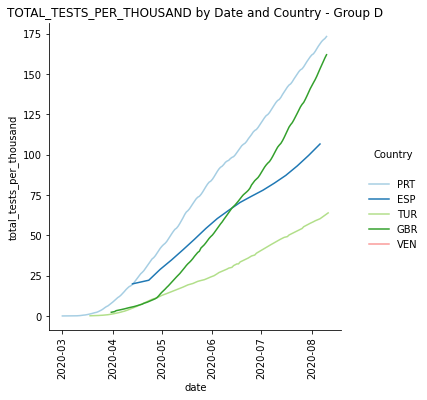 TOTAL_TESTS_PER_THOUSAND by Date and Country - Group D
total_tests_per_thousand
175
150
125
100
75
50
25
0
2020-03
2020-04
2020-05
2020-06
2020-07
2020-08
date
Country
PRT
ESP
TUR
GBR
VEN